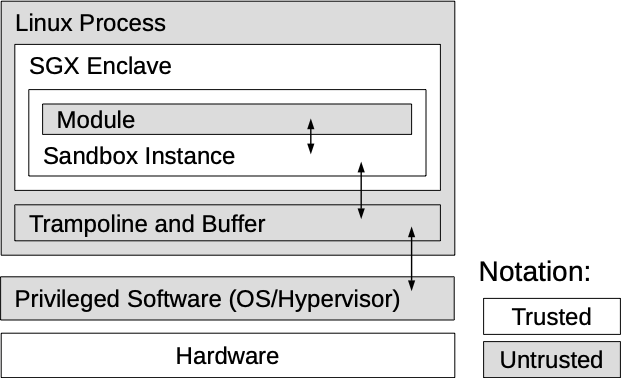 Linux Process
SGX Enclave
Module
Sandbox Instance
Trampoline and Buffer
Privileged Software (OS/Hypervisor)
Hardware
Notation:
Trusted
Untrusted